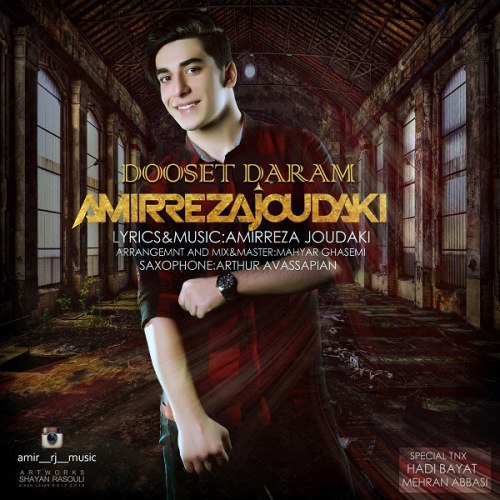 DOOSET DARAM
AMIRREZAJOUDAKI
LYRICS&MUSIC:AMIRREZA JOUDAKI
ARRANGEMNT AND MIX&MASTER:MAHYAR GHASEMI
SAXOPHONE:ARTHUR AVASSAPIAN
amir__rj__music
ARTWORKS
SHAYAN RASOULI
SPECIAL TNX
HADI BAYAT
MEHRAN ABBASI